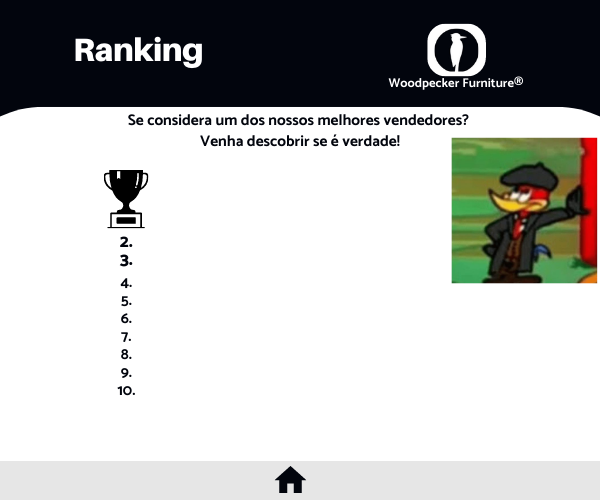 Ranking
Woodpecker Furniture®
Se considera um dos nossos melhores vendedores?
Venha descobrir se é verdade!
2.
3.
4.
5.
6.
7.
8.
9.
10.